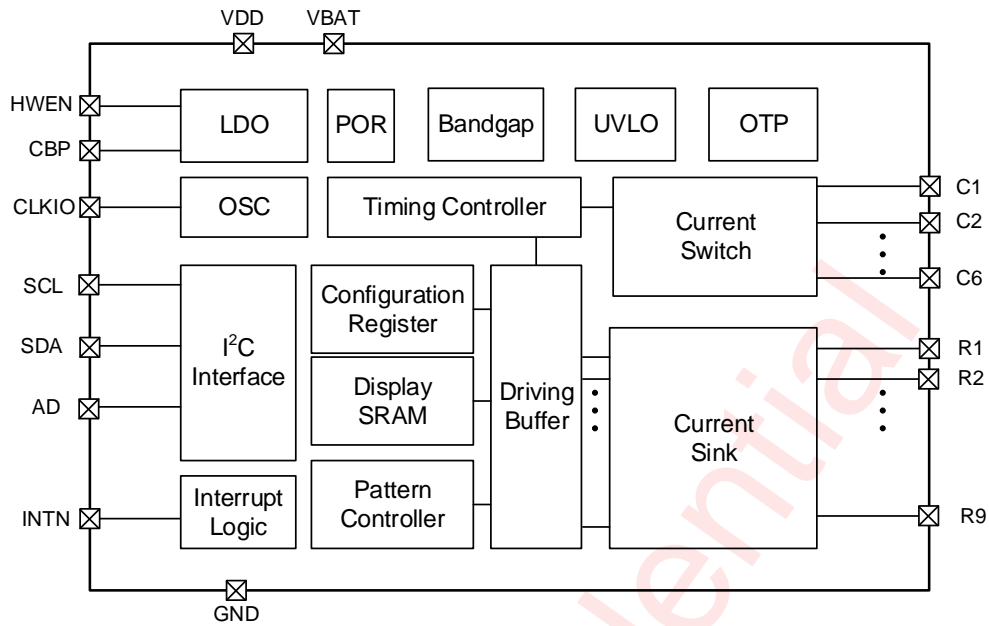 VDD
VBAT
HWEN
CBP
CLKIO
SCL
SDA
AD
INTN
GND
LDO
POR
Bandgap
UVLO
OTP
OSC
Timing Controller
Current
Switch
I²C
Interface
Configuration
Register
Display
SRAM
Driving
Buffer
Current
Sink
Interrupt
Logic
Pattern
Controller
C1
C2
C6
R1
R2
R9
dential